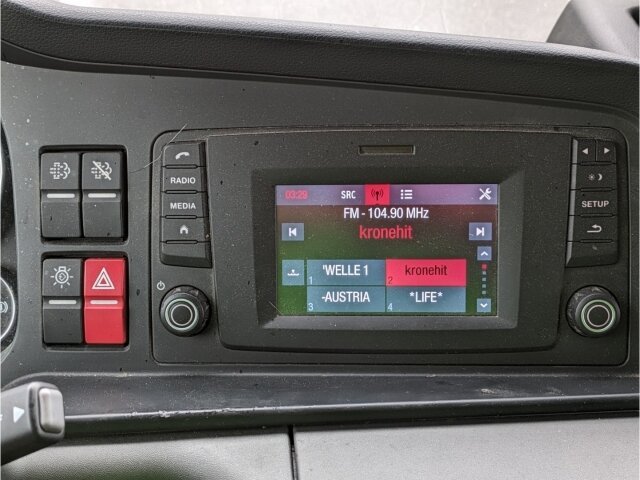 RADIO
MEDIA
03:29 SRC
FM - 104.90 MHz
kronehit
1 'WELLE 1
2 kronehit
3 -AUSTRIA
4 *LIFE*
SETUP